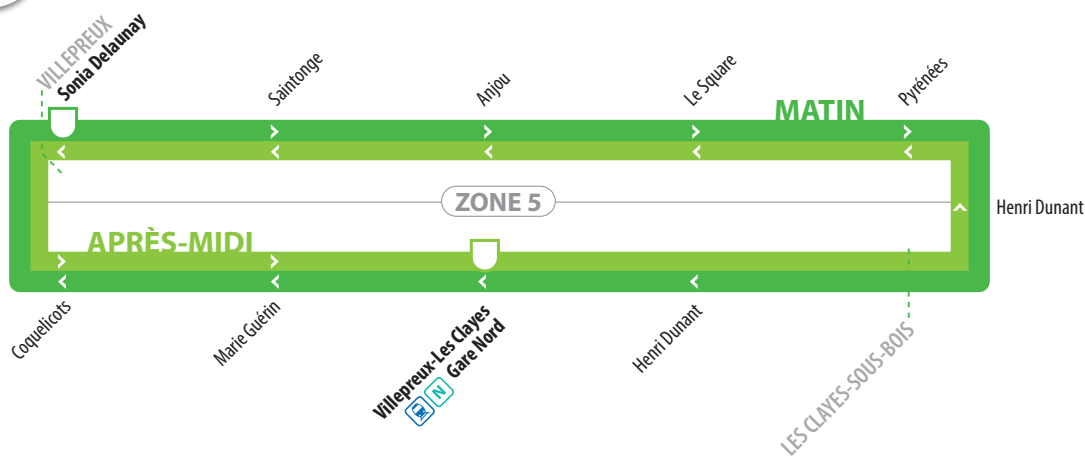 VILLEPREUX
Sonia Delaunay
Saintonge
Anjou
Le Square
Pyrénées
MATIN
ZONE 5
Henri Dunant
APRÈS-MIDI
Coquelicots
Marie Guérin
Villepreux-Les Clayes
Gare Nord
N
Henri Dunant
LES CLAYES-SOUS-BOIS